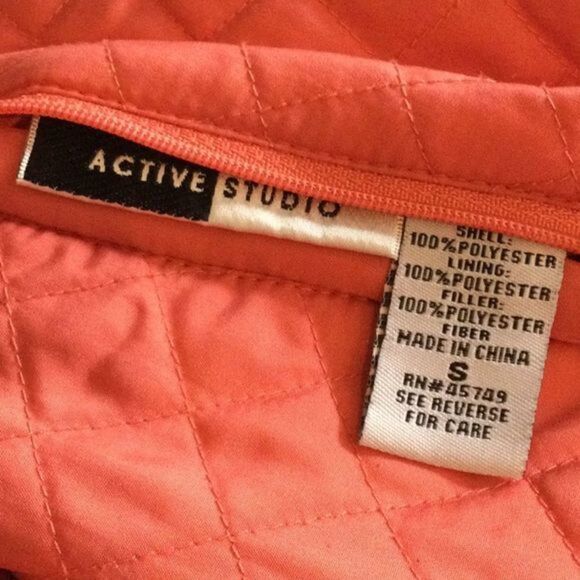 ACTIVE STUDIO
SHELL:
100%POLYESTER
LINING:
100%POLYESTER
FILLER:
100%POLYESTER
FIBER
MADE IN CHINA
S
RN#45749
SEE REVERSE
FOR CARE